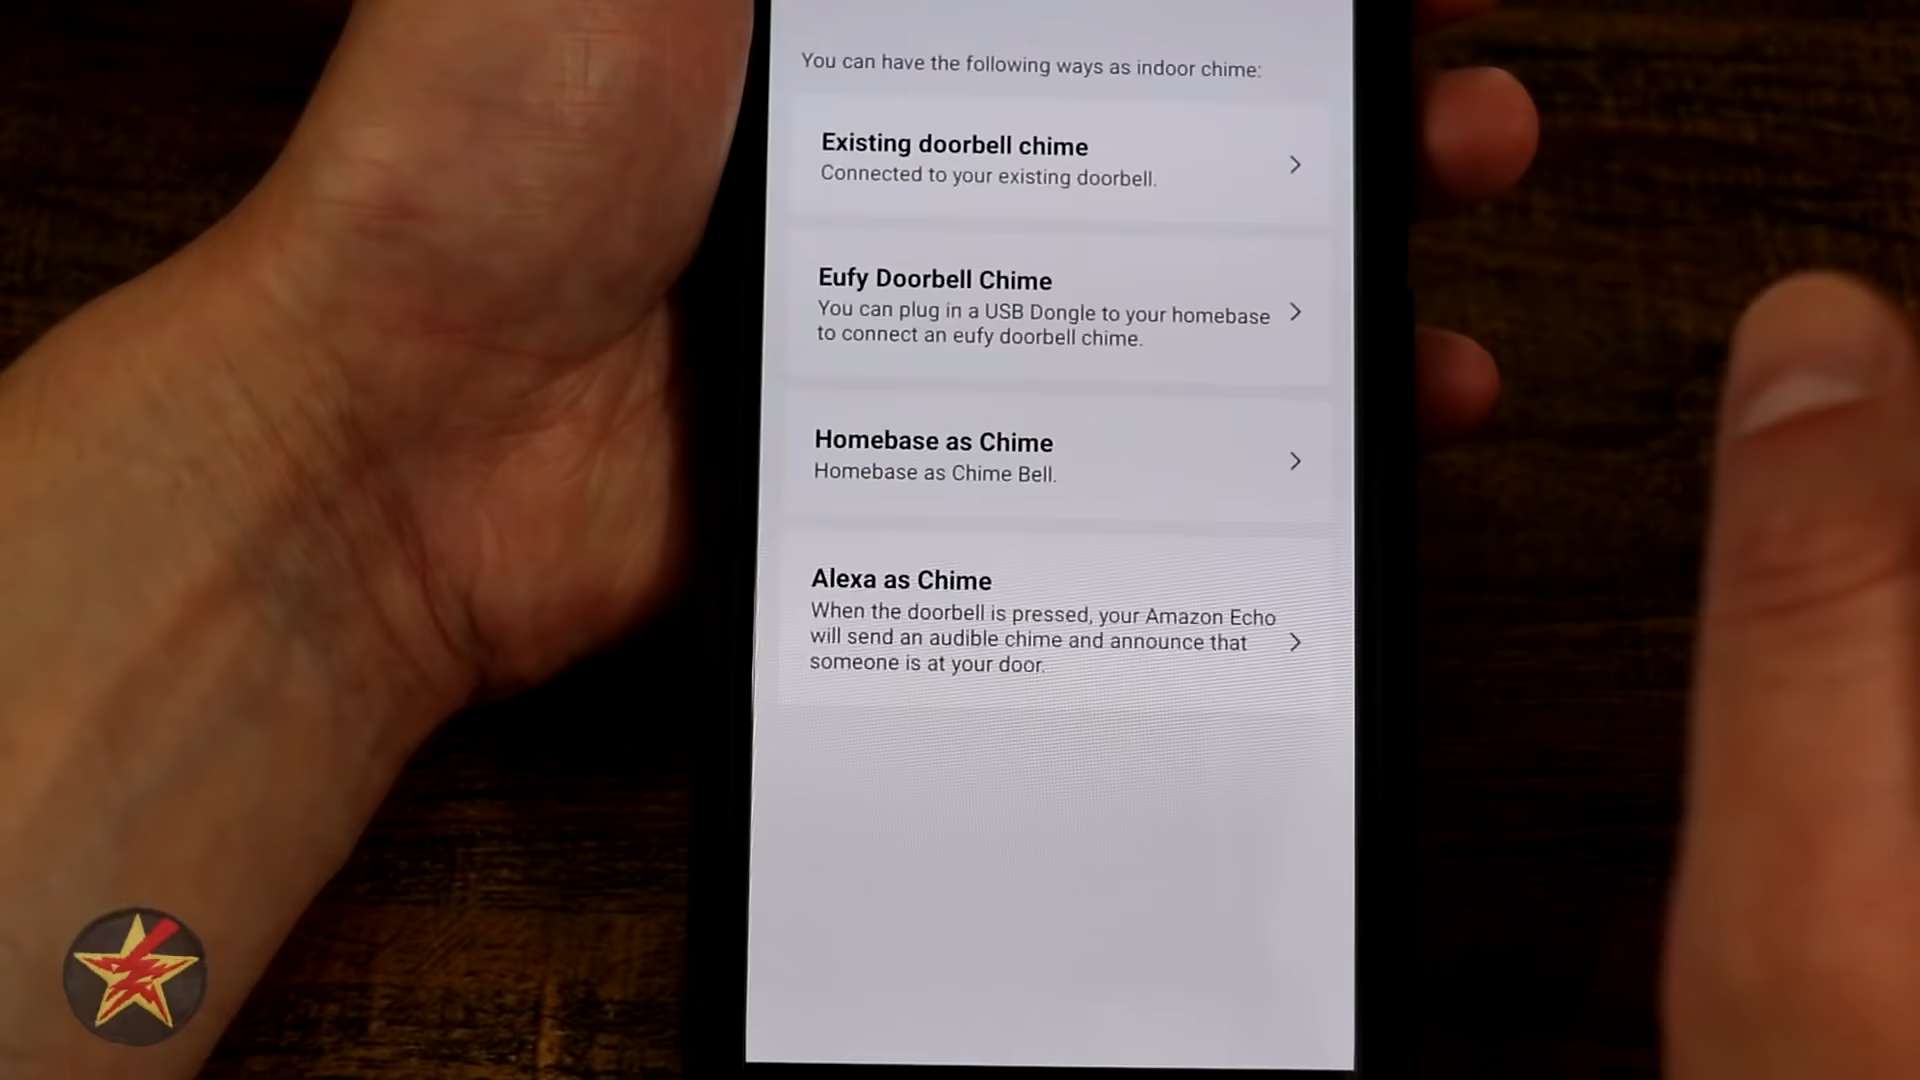 You can have the following ways as indoor chime:
Existing doorbell chime
Connected to your existing doorbell.
Eufy Doorbell Chime
You can plug in a USB Dongle to your homebase
to connect an eufy doorbell chime.
Homebase as Chime
Homebase as Chime Bell.
Alexa as Chime
When the doorbell is pressed, your Amazon Echo
will send an audible chime and announce that
someone is at your door.